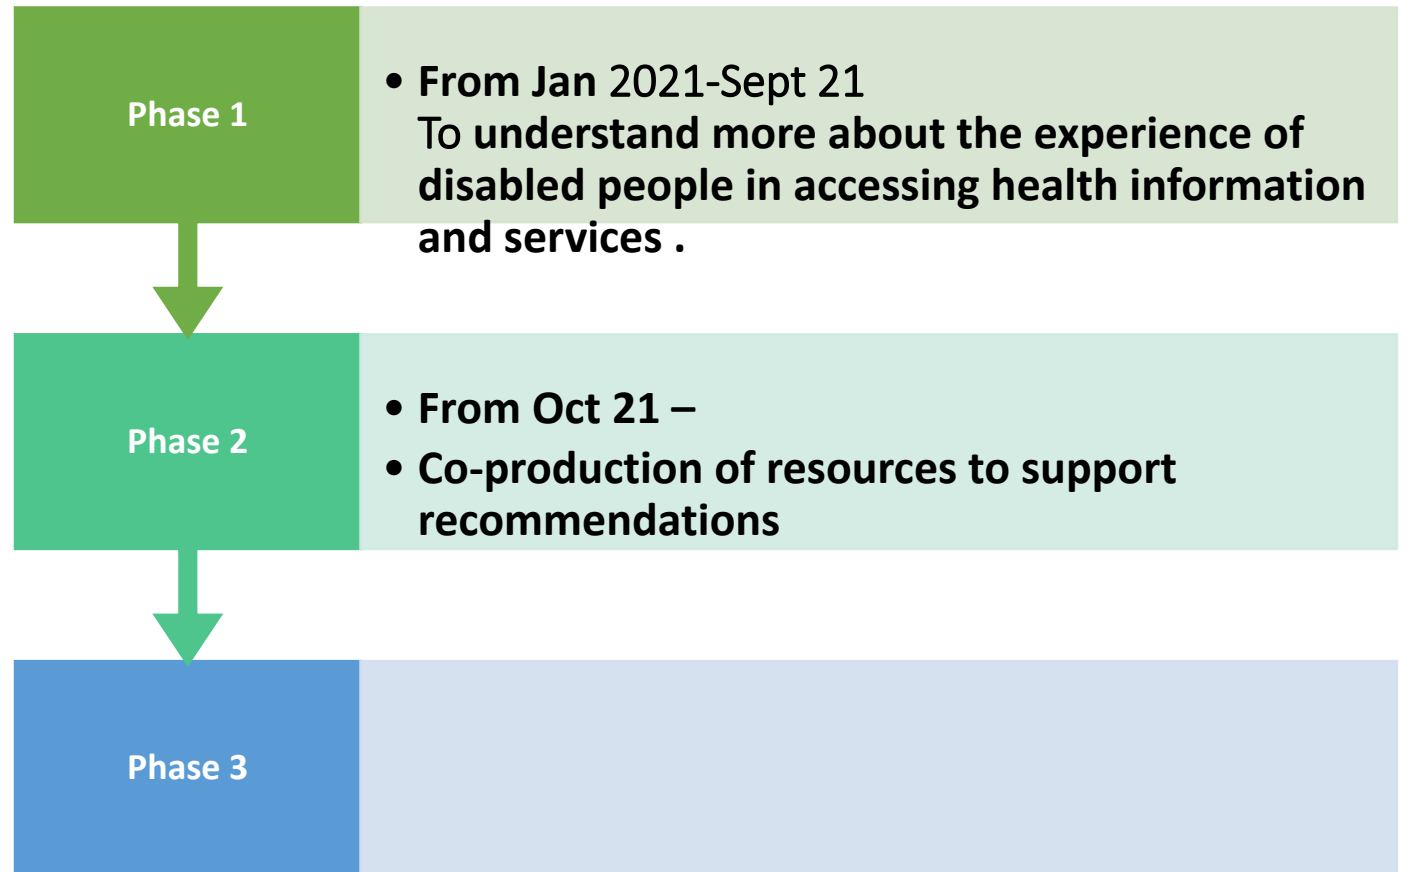 Phase 1
• From Jan 2021-Sept 21
To understand more about the experience of
disabled people in accessing health information
and services .
Phase 2
• From Oct 21 –
• Co-production of resources to support
recommendations
Phase 3